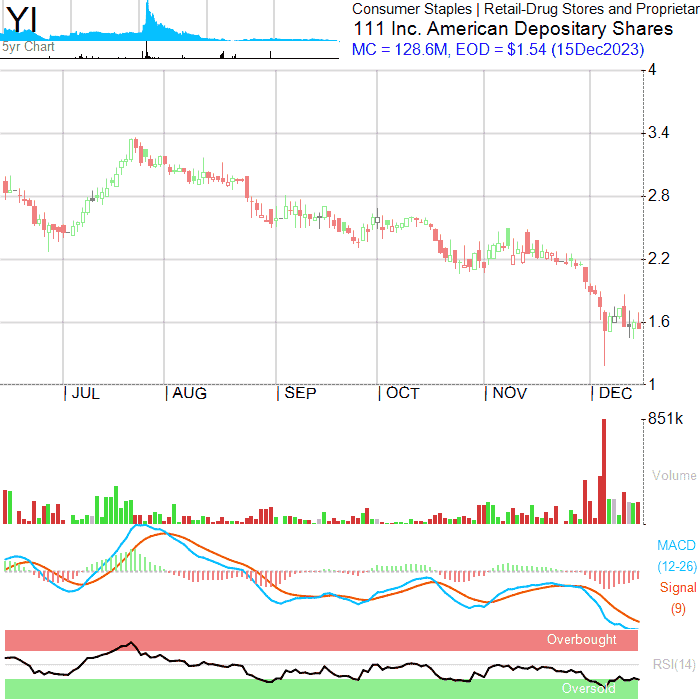 YI
5yr Chart
Consumer Staples | Retail-Drug Stores and Proprietar
111 Inc. American Depositary Shares
MC = 128.6M, EOD = $1.54 (15Dec2023)
4
3.4
2.8
2.2
1.6
1
JUL AUG SEP OCT NOV DEC
851k
Volume
MACD
(12-26)
Signal
(9)
Overbought
RSI(14)
Oversold